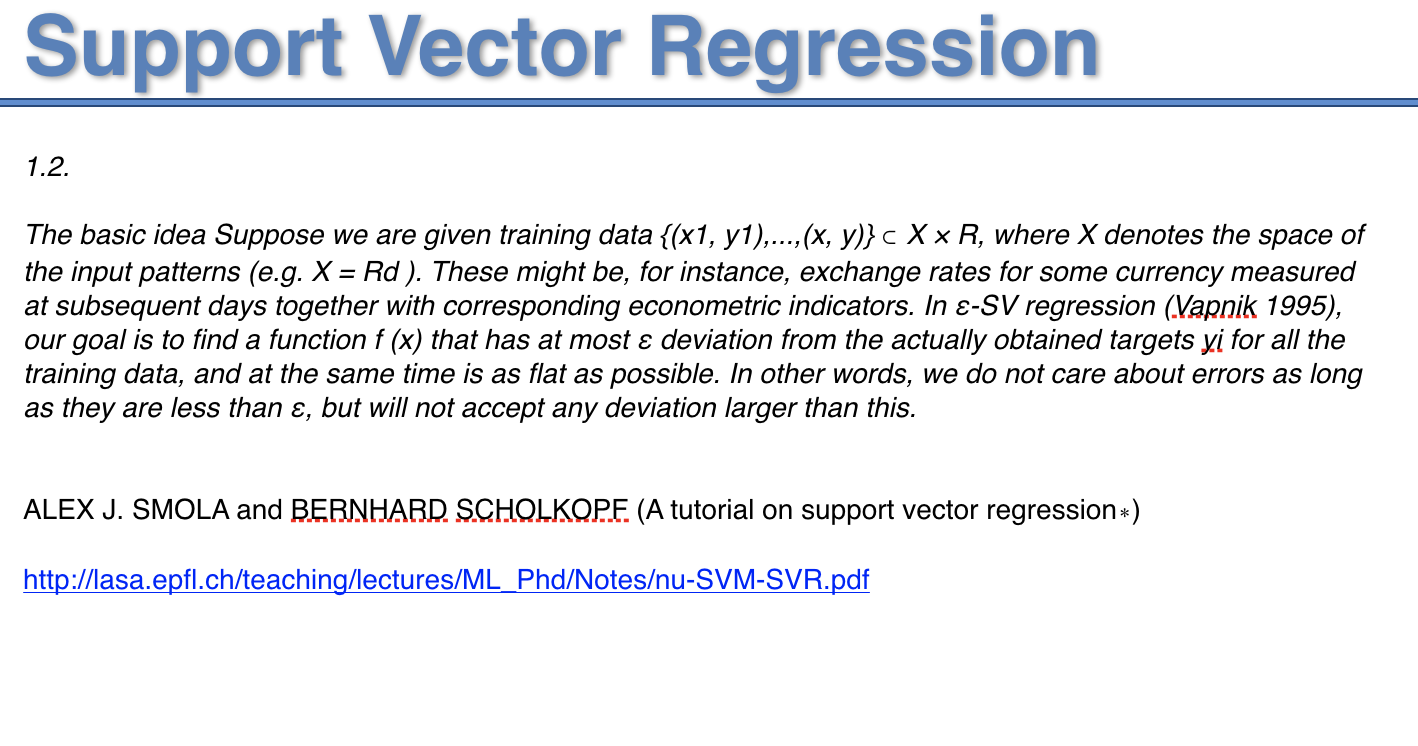 Support Vector Regression
1.2.
The basic idea Suppose we are given training data {(x1, y1),...,(x, y)} ⊂ X × R, where X denotes the space of
the input patterns (e.g. X = Rd ). These might be, for instance, exchange rates for some currency measured
at subsequent days together with corresponding econometric indicators. In ε-SV regression (Vapnik 1995),
our goal is to find a function f (x) that has at most ε deviation from the actually obtained targets yi for all the
training data, and at the same time is as flat as possible. In other words, we do not care about errors as long
as they are less than ε, but will not accept any deviation larger than this.
ALEX J. SMOLA and BERNHARD SCHOLKOPF (A tutorial on support vector regression∗)
http://lasa.epfl.ch/teaching/lectures/ML_Phd/Notes/nu-SVM-SVR.pdf